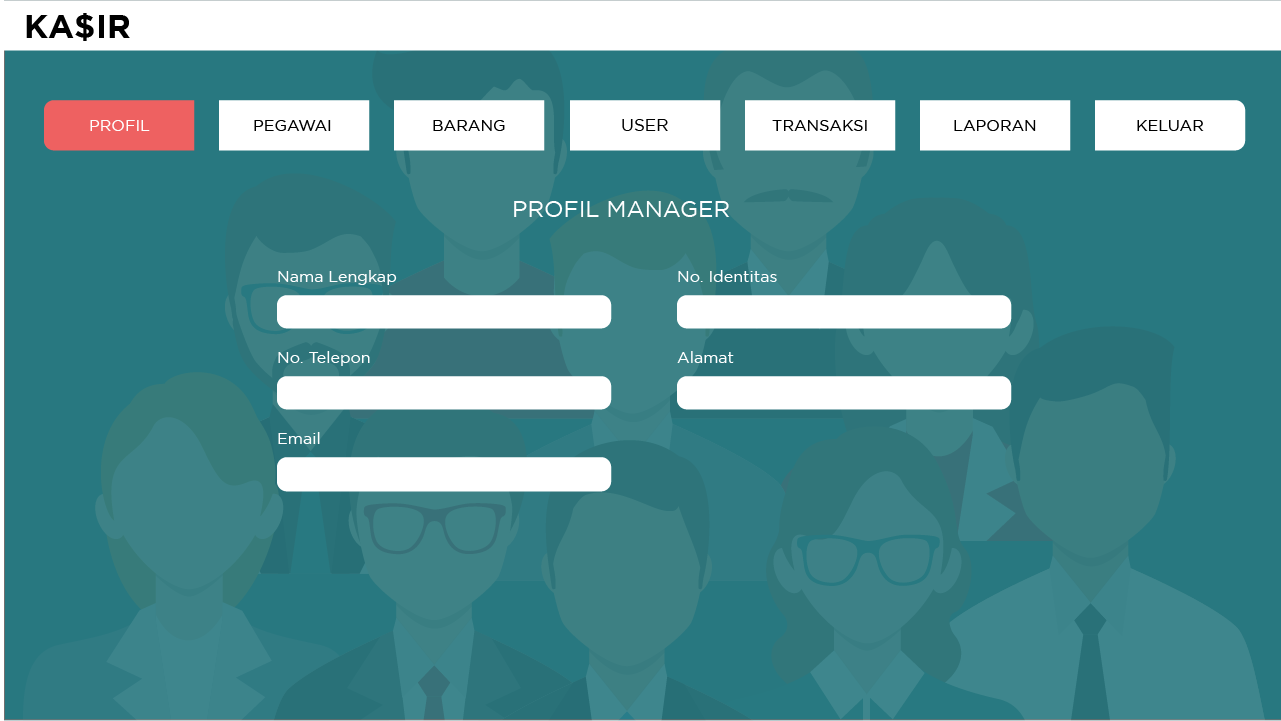 KA$IR
PROFIL PEGAWAI BARANG USER TRANSAKSI LAPORAN KELUAR
PROFIL MANAGER
Nama Lengkap No. Identitas
No. Telepon Alamat
Email